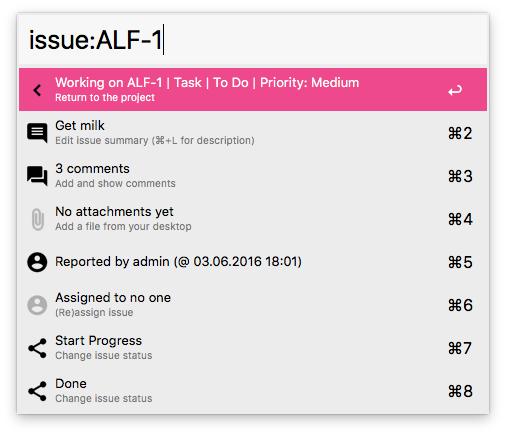 issue:ALF-1
Working on ALF-1 | Task | To Do | Priority: Medium
Return to the project
Get milk
Edit issue summary (⌘+L for description)
⌘2
3 comments
Add and show comments
⌘3
No attachments yet
Add a file from your desktop
⌘4
Reported by admin (@ 03.06.2016 18:01)
⌘5
Assigned to no one
(Re)assign issue
⌘6
Start Progress
Change issue status
⌘7
Done
Change issue status
⌘8